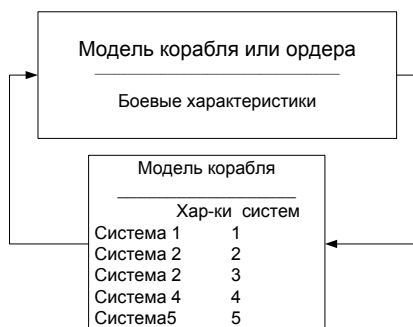 Модель корабля или ордера
Боевые характеристики
Модель корабля
Хар-ки систем
Система 1 1
Система 2 2
Система 2 3
Система 4 4
Система5 5